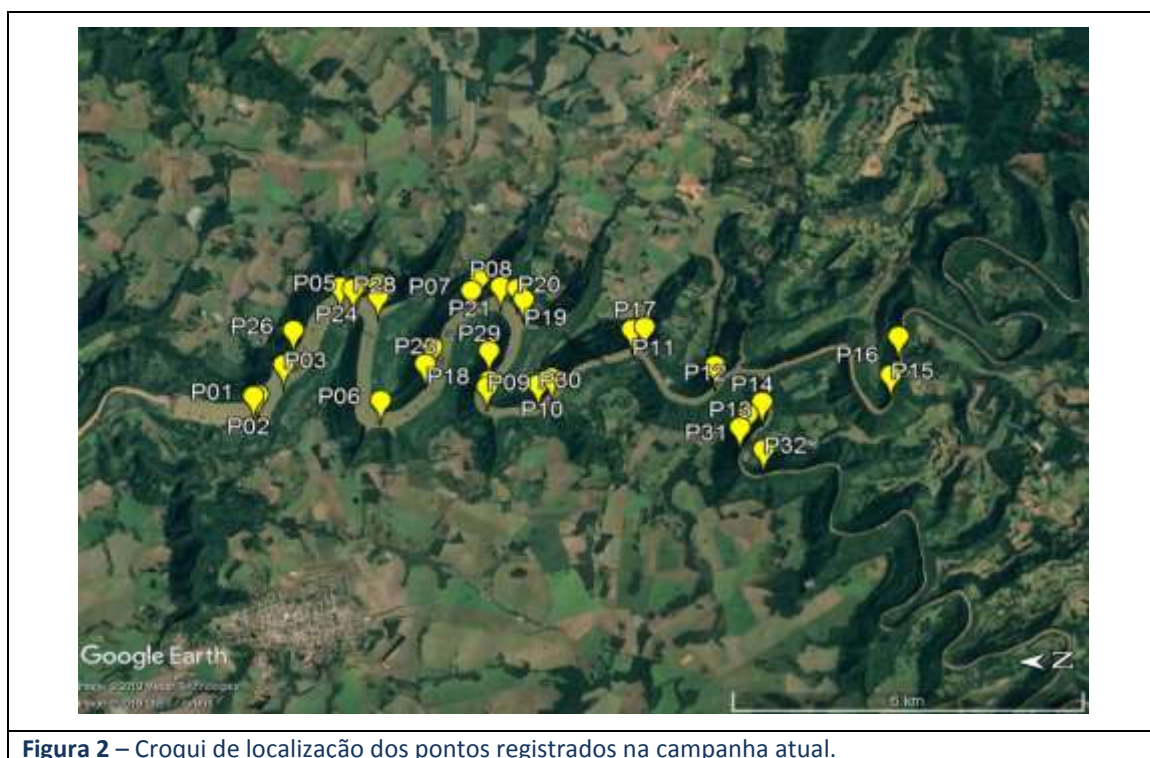 P08
P05
P28
P07
P20
P24
P21
P19
P26
P17
P29
P11
P03
P18
P12
P16
P01
P09
P30
P14
P15
P06
P10
P02
P13
P31
P32
Google Earth
N
5 km
Figura 2 – Croqui de localização dos pontos registrados na campanha atual.